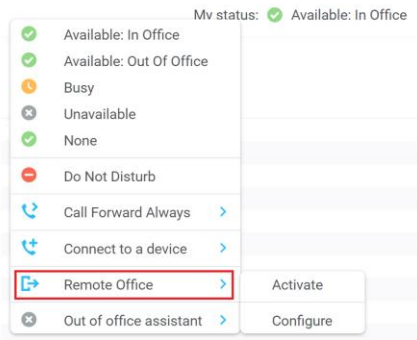 My status: Available: In Office
Available: In Office
Available: Out Of Office
Busy
Unavailable
None
Do Not Disturb
Call Forward Always
Connect to a device
Remote Office
Activate
Out of office assistant
Configure